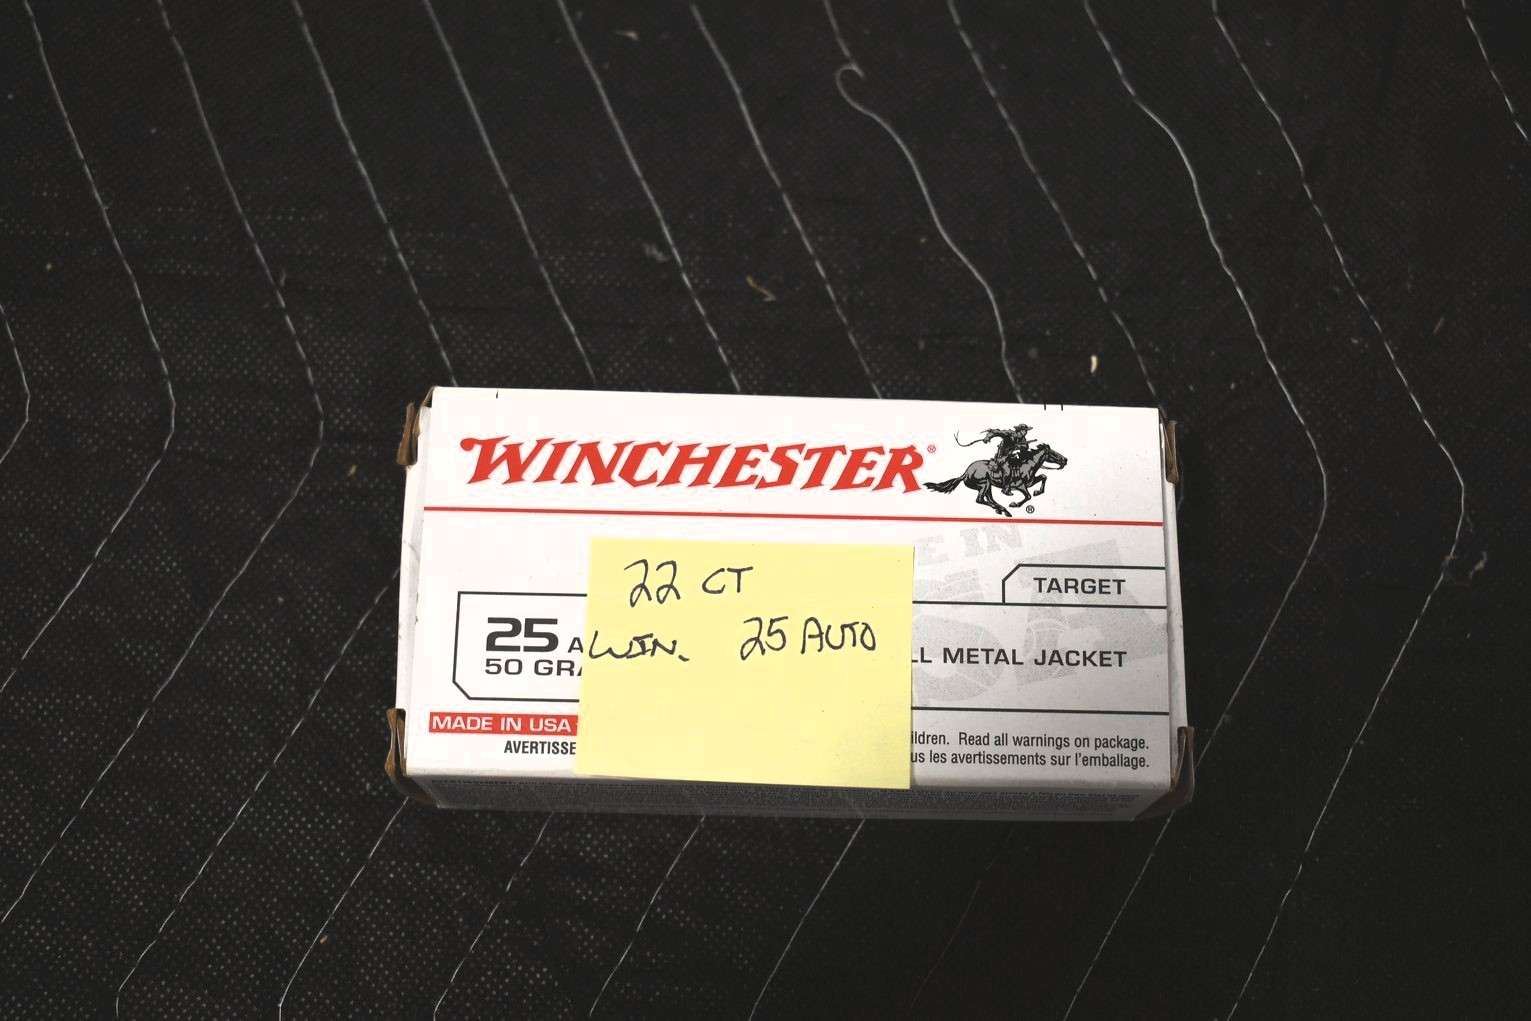 WINCHESTER®
®
E IN
TARGET
22 CT
25 A
WIN. 25 AUTO
LL METAL JACKET
50 GRA
MADE IN USA
ildren. Read all warnings on package.
AVERTISSE
us les avertissements sur l'emballage.